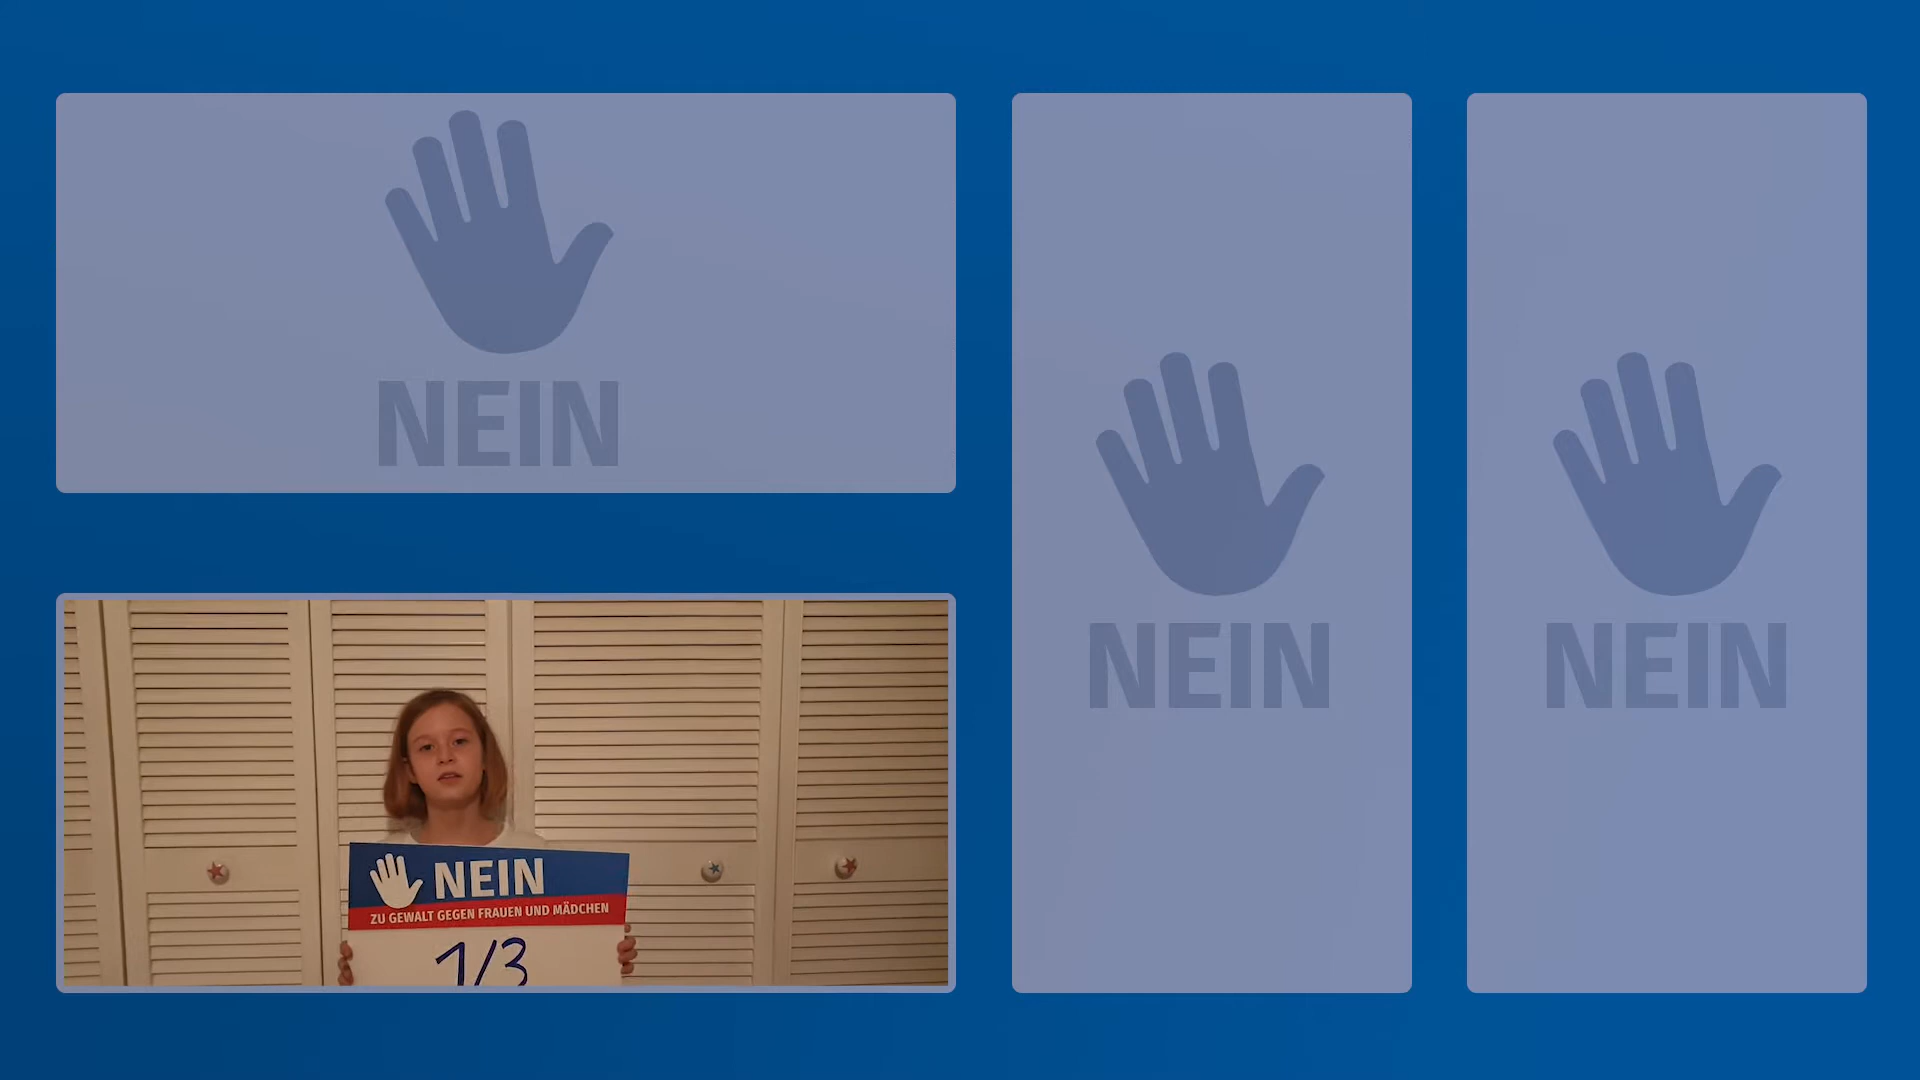 NEIN
NEIN
ZU GEWALT GEGEN FRAUEN UND MÄDCHEN
1/3
NEIN
NEIN